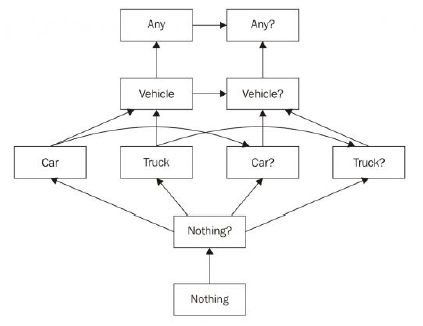 Any
Any?
Vehicle
Vehicle?
Car
Truck
Car?
Truck?
Nothing?
Nothing